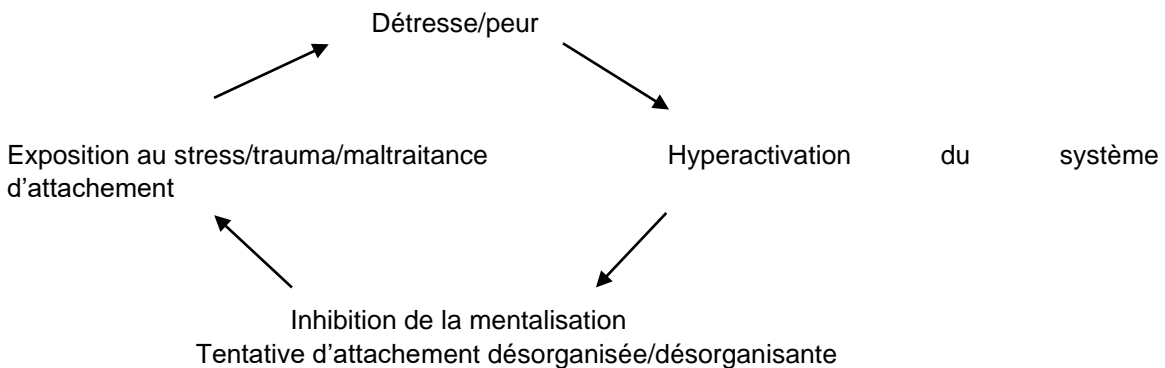 Détresse/peur
Exposition au stress/trauma/maltraitance Hyperactivation du système
d’attachement
Inhibition de la mentalisation
Tentative d’attachement désorganisée/désorganisante